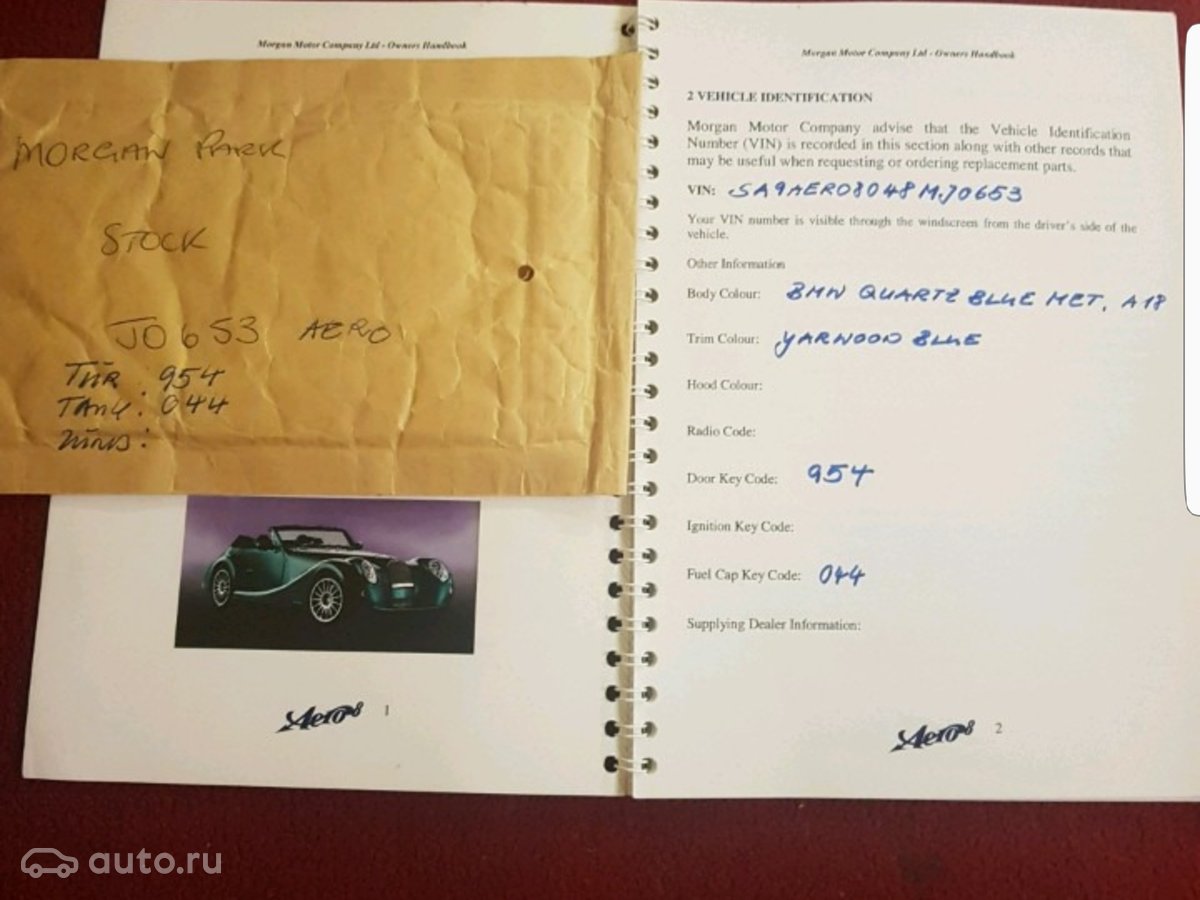 Morgan Motor Company Ltd - Owners Handbook
MORGAN PARK
STOCK
J0653 AERO
TÜR 954
TANK: 044
ZÜND:
Aero8
1
Morgan Motor Company Ltd - Owners Handbook
2 VEHICLE IDENTIFICATION
Morgan Motor Company advise that the Vehicle Identification
Number (VIN) is recorded in this section along with other records that
may be useful when requesting or ordering replacement parts.
VIN: SA9AERO8048MJ0653
Your VIN number is visible through the windscreen from the driver's side of the
vehicle.
Other Information
Body Colour: BMW QUARTZ BLUE MET. A18
Trim Colour: YARWOOD BLUE
Hood Colour:
Radio Code:
Door Key Code: 954
Ignition Key Code:
Fuel Cap Key Code: 044
Supplying Dealer Information:
Aero8
2
auto.ru